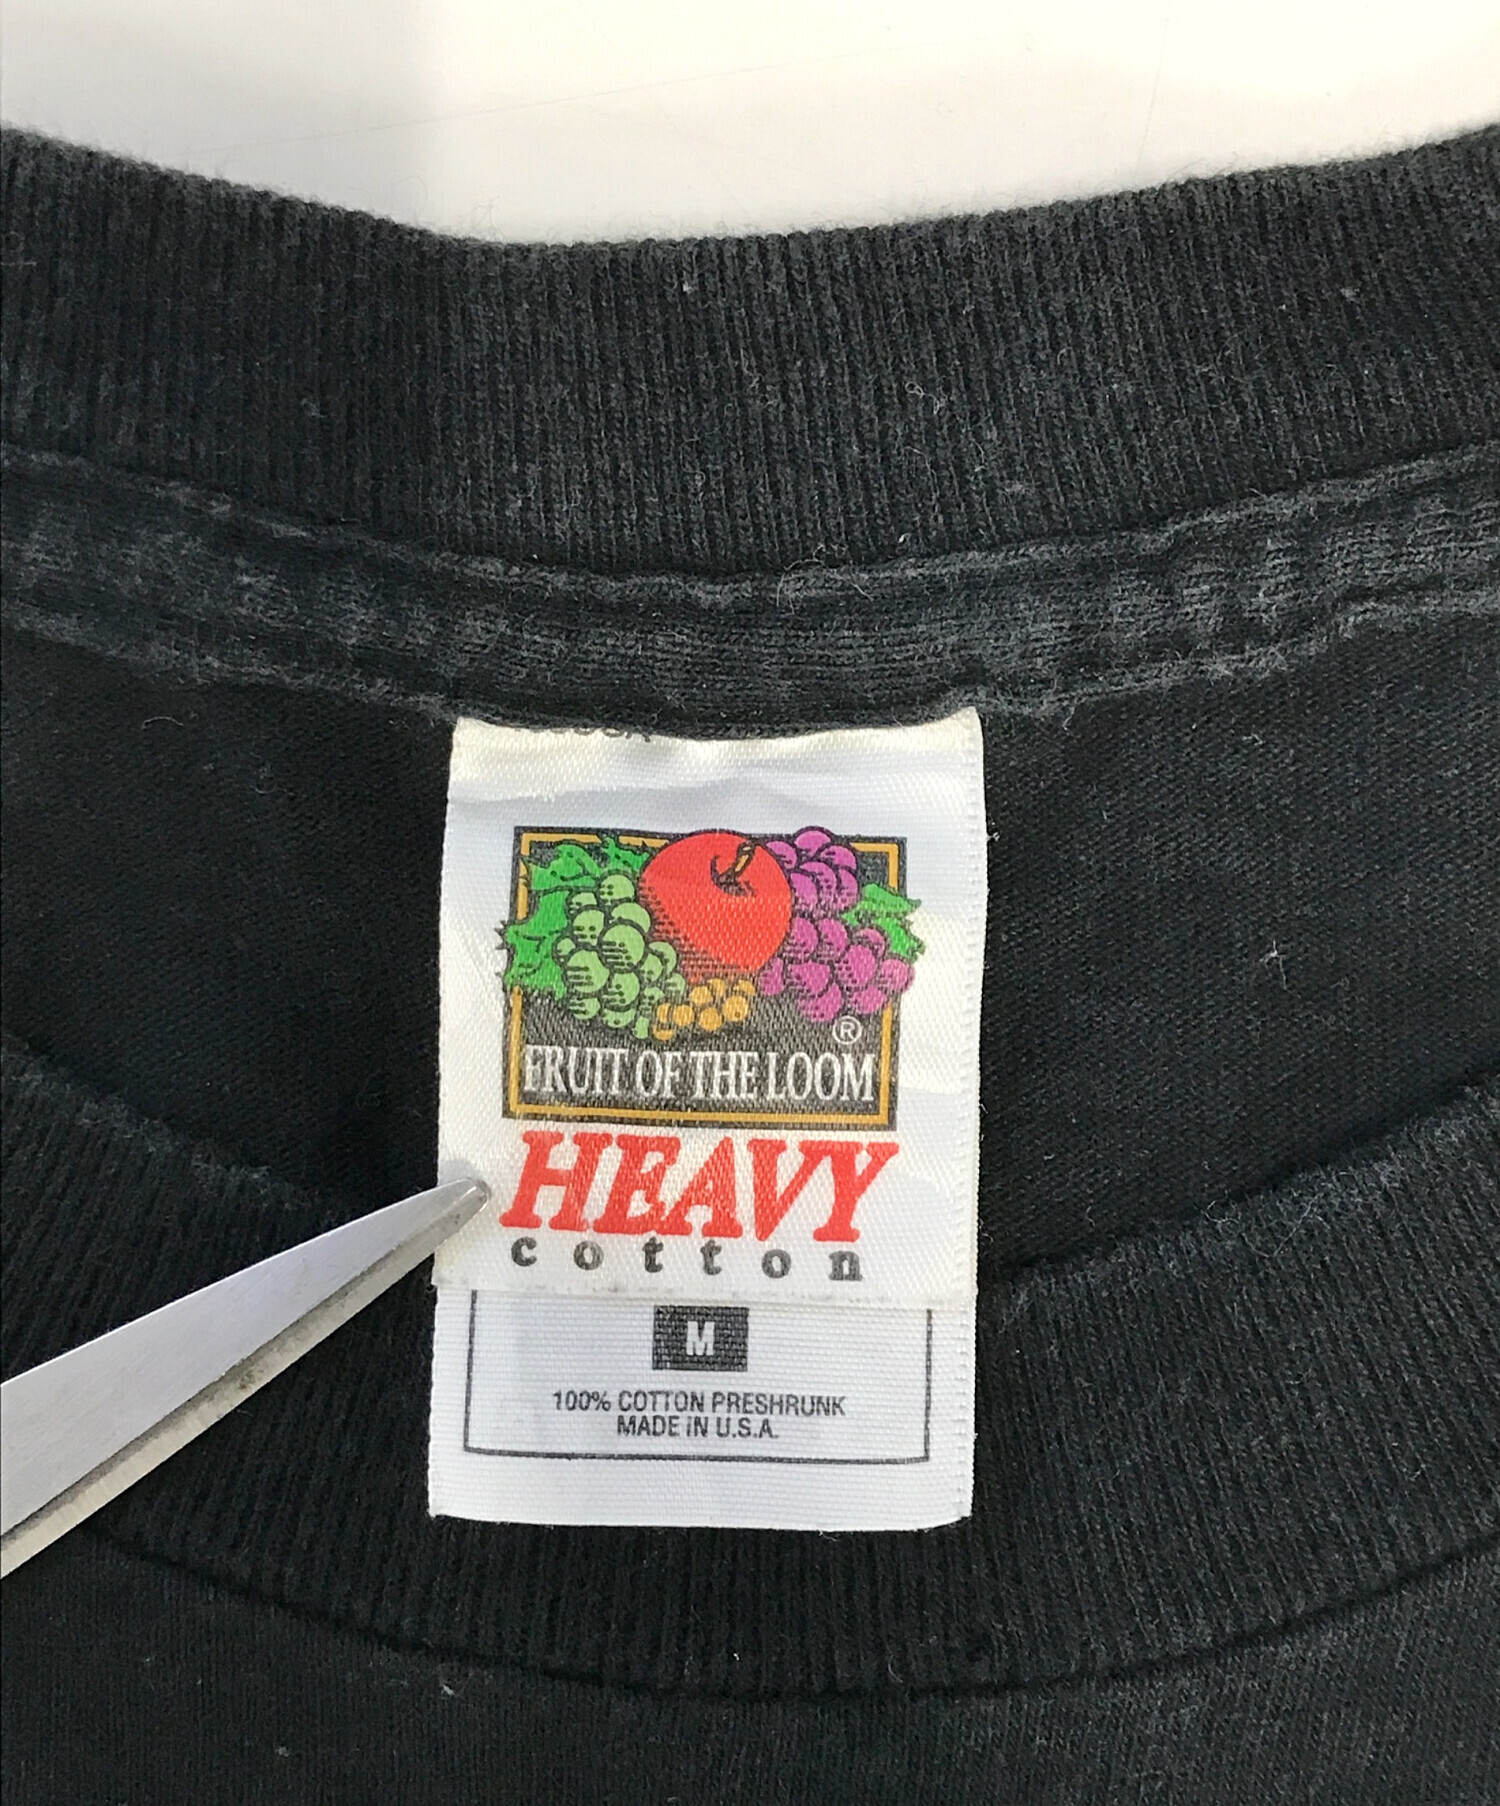 ®
FRUIT OF THE LOOM
HEAVY
cotton
M
100% COTTON PRESHRUNK
MADE IN U.S.A.